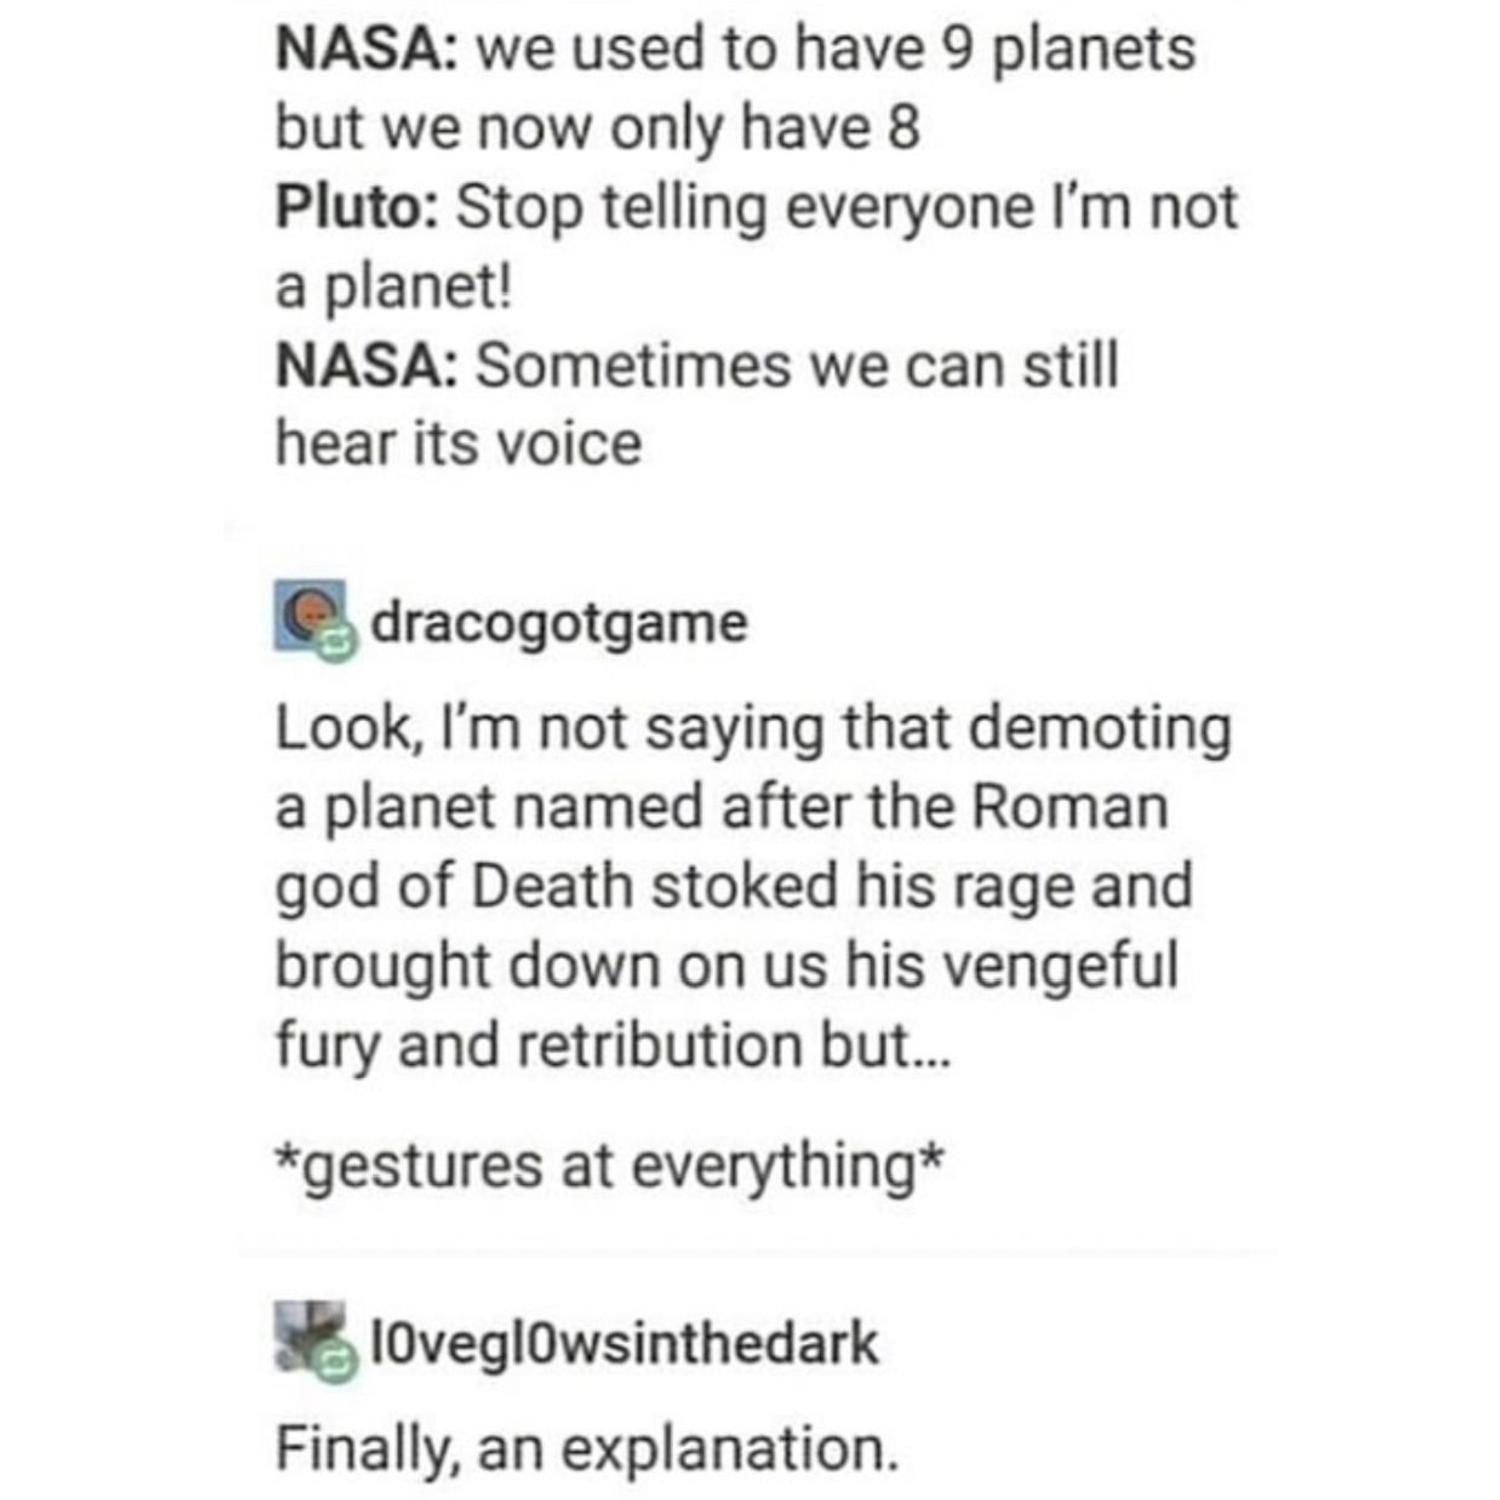 NASA: we used to have 9 planets
but we now only have 8
Pluto: Stop telling everyone I'm not
a planet!
NASA: Sometimes we can still
hear its voice
dracogotgame
Look, I'm not saying that demoting
a planet named after the Roman
god of Death stoked his rage and
brought down on us his vengeful
fury and retribution but...
*gestures at everything*
l0vegl0wsinthedark
Finally, an explanation.